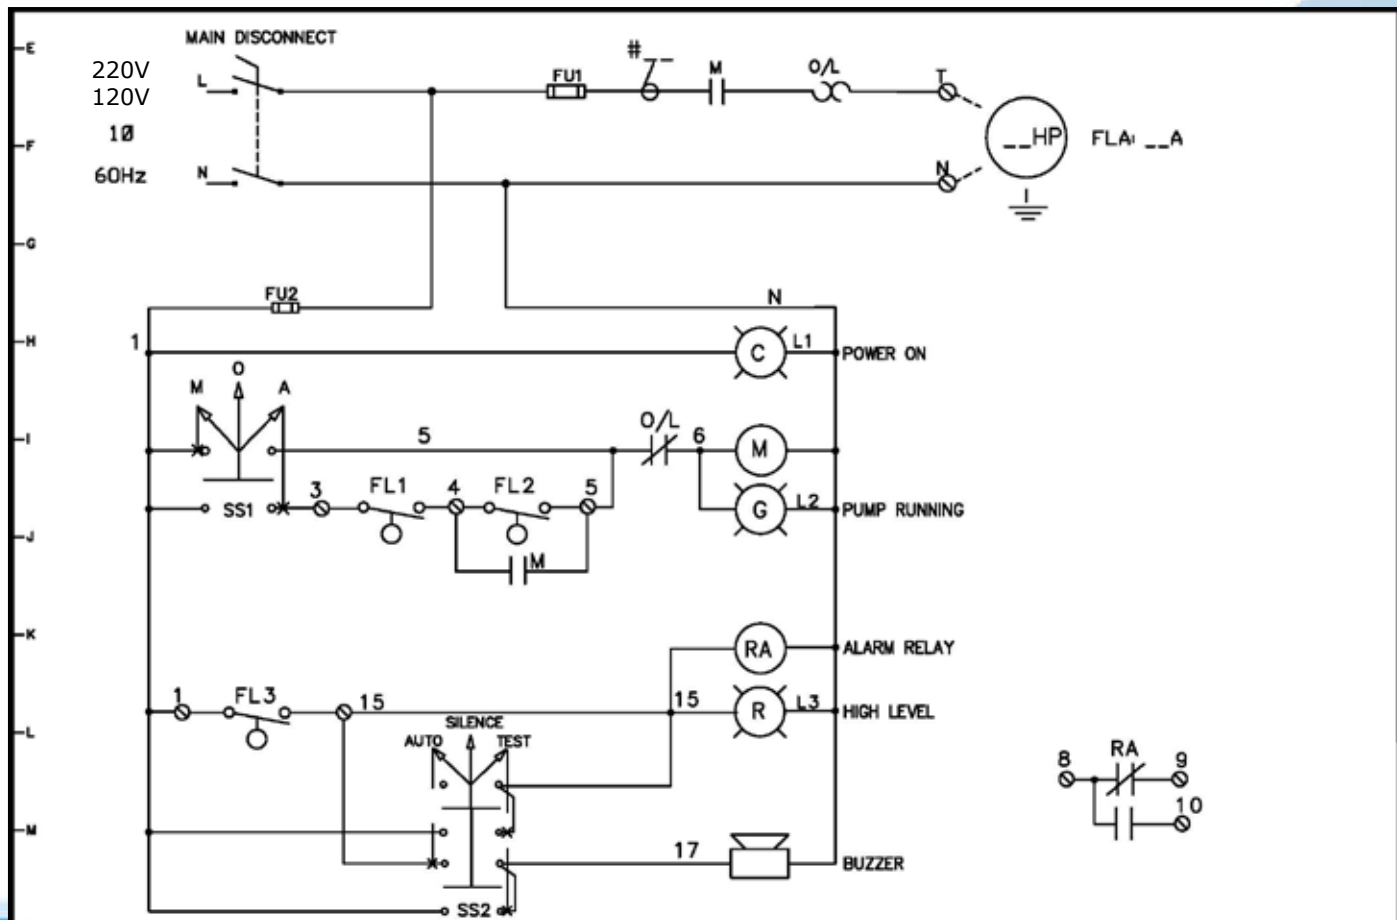 E
MAIN DISCONNECT
220V
120V
1Ø
60Hz
L
N
FU1
#
M
O/L
T
N
__HP
FLA: __A
F
G
FU2
N
H
1
C
L1
POWER ON
M
O
A
I
5
O/L
6
M
SS1
3
FL1
4
FL2
5
G
L2
PUMP RUNNING
J
M
K
RA
ALARM RELAY
1
FL3
15
15
R
L3
HIGH LEVEL
L
SILENCE
AUTO
TEST
8
RA
9
10
M
17
BUZZER
SS2